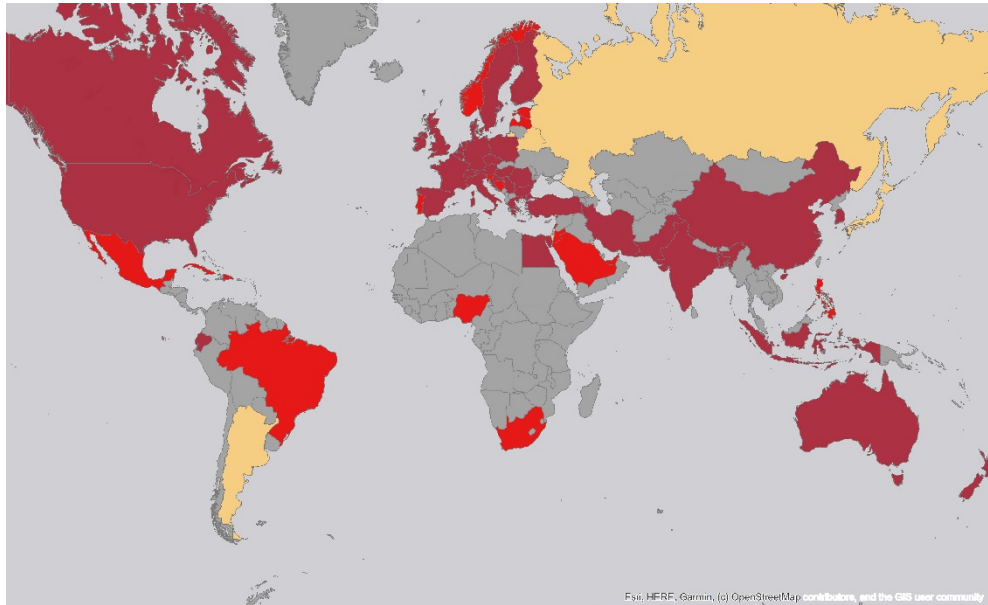 Esri, HERE, Garmin, (c) OpenStreetMap contributors, and the GIS user community